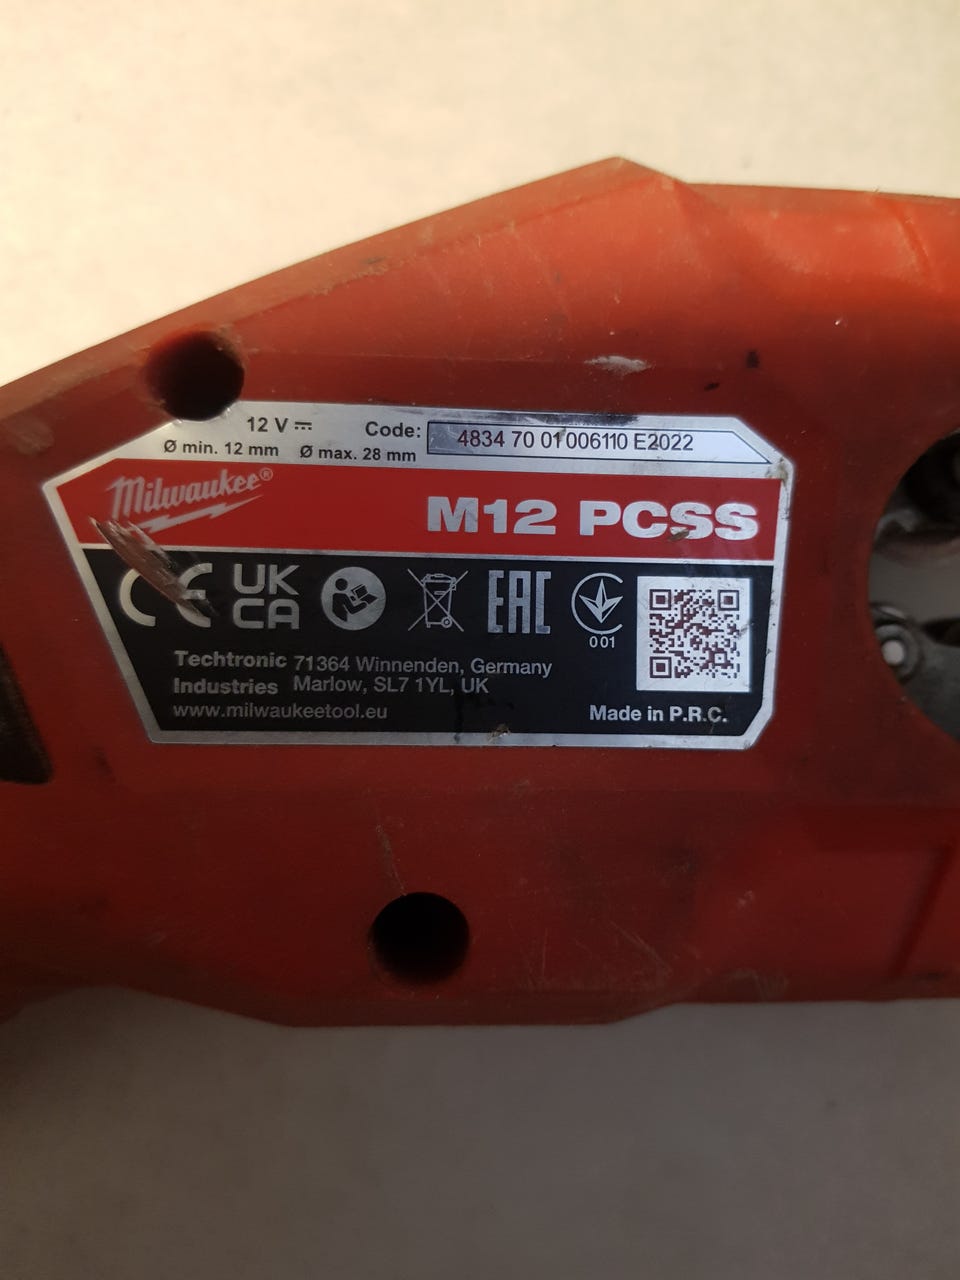 12 V Code: 4834 70 01 006110 E2022
Ø min. 12 mm Ø max. 28 mm
Milwaukee®
M12 PCSS
CE UK CA EAC 001
Techtronic 71364 Winnenden, Germany
Industries Marlow, SL7 1YL, UK
www.milwaukeetool.eu Made in P.R.C.